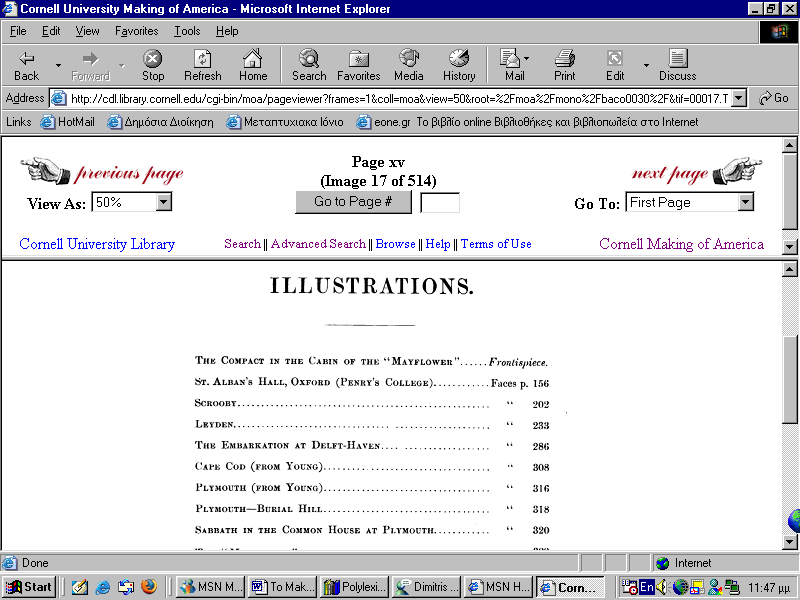 Cornell University Making of America - Microsoft Internet Explorer
File Edit View Favorites Tools Help
Back Forward Stop Refresh Home Search Favorites Media History Mail Print Edit Discuss
Address http://cdl.library.cornell.edu/cgi-bin/moa/pageviewer?frames=1&coll=moa&view=50&root=%2Fmoa%2Fmono%2Fbaco0030%2F&tif=00017.T Go
Links HotMail Δημόσια Διοίκηση Μεταπτυχιακα Ιόνιο eone.gr Το βιβλίο online Βιβλιοθήκες και βιβλιοπωλεία στο Internet
previous page Page xv next page
(Image 17 of 514)
View As: 50% Go to Page # Go To: First Page
Cornell University Library Search || Advanced Search || Browse || Help || Terms of Use Cornell Making of America
ILLUSTRATIONS.
The Compact in the Cabin of the "Mayflower"......Frontispiece.
St. Alban's Hall, Oxford (Penry's College)...........Faces p. 156
Scrooby.................................................. " 202
Leyden.................................................. " 233
The Embarkation at Delft-Haven.... .................. " 286
Cape Cod (from Young).................................. " 308
Plymouth (from Young).................................. " 316
Plymouth—Burial Hill.................................. " 318
Sabbath in the Common House at Plymouth........... " 320
Done Internet
Start MSN M... To Mak... Polylexi... Dimitris ... MSN H... Corn... En 11:47 μμ